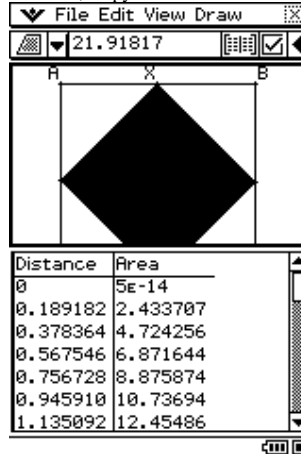 File Edit View Draw
21.91817
A X B
Distance Area
0 5E-14
0.189182 2.433707
0.378364 4.724256
0.567546 6.871644
0.756728 8.875874
0.945910 10.73694
1.135092 12.45486